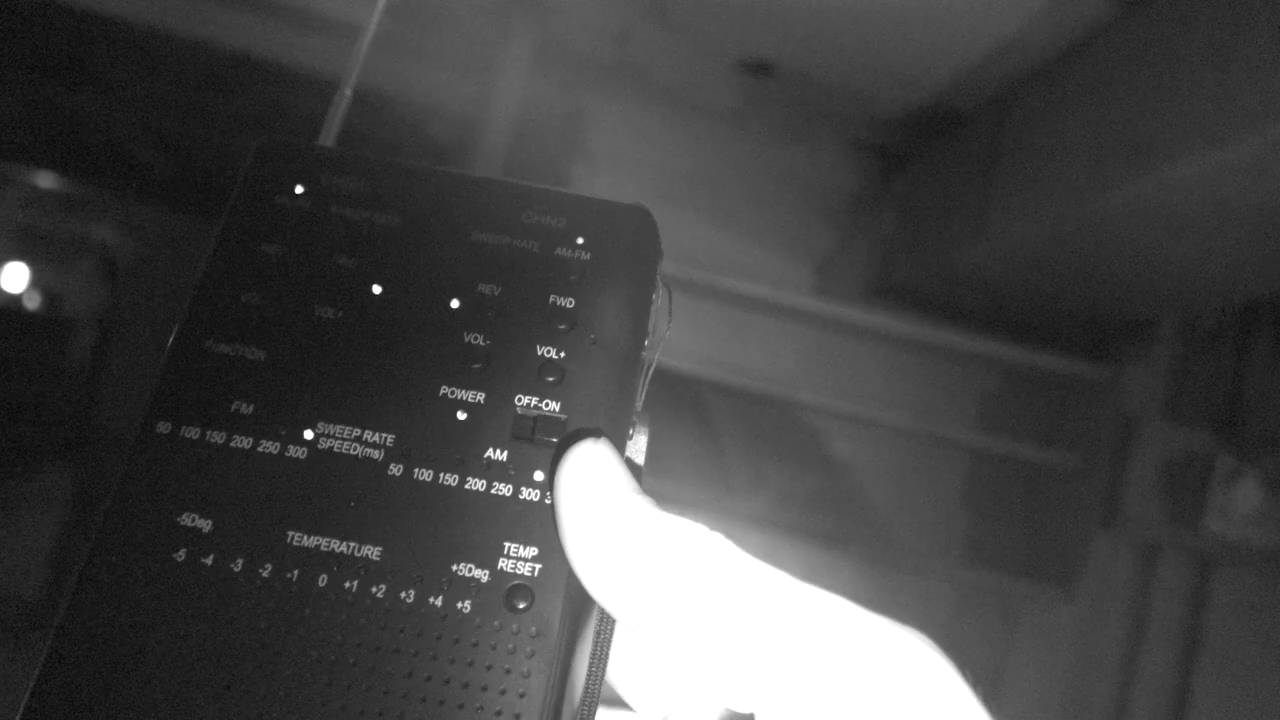 CHN2
SWEEP RATE AM-FM
REV FWD
VOL- VOL+
VOL+
FUNCTION
POWER OFF-ON
FM
50 100 150 200 250 300
SWEEP RATE
SPEED(ms)
AM
50 100 150 200 250 300
-5Deg. TEMPERATURE +5Deg.
-5 -4 -3 -2 -1 0 +1 +2 +3 +4 +5
TEMP
RESET